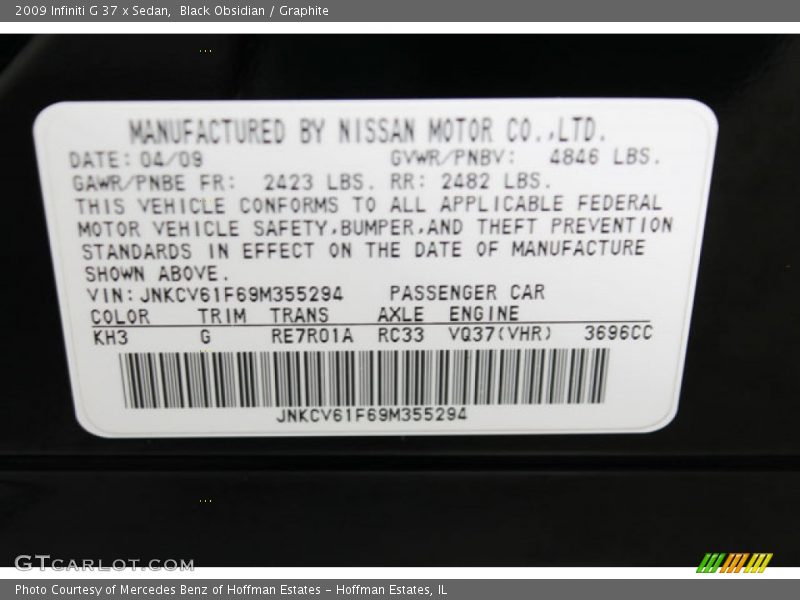 2009 Infiniti G 37 x Sedan,  Black Obsidian / Graphite
MANUFACTURED BY NISSAN MOTOR CO.,LTD.
DATE: 04/09 GVWR/PNBV: 4846 LBS.
GAWR/PNBE FR: 2423 LBS. RR: 2482 LBS.
THIS VEHICLE CONFORMS TO ALL APPLICABLE FEDERAL
MOTOR VEHICLE SAFETY,BUMPER,AND THEFT PREVENTION
STANDARDS IN EFFECT ON THE DATE OF MANUFACTURE
SHOWN ABOVE.
VIN: JNKCV61F69M355294 PASSENGER CAR
COLOR TRIM TRANS AXLE ENGINE
KH3 G RE7R01A RC33 VQ37(VHR) 3696CC
JNKCV61F69M355294
GTCARLOT.COM
Photo Courtesy of Mercedes Benz of Hoffman Estates - Hoffman Estates, IL